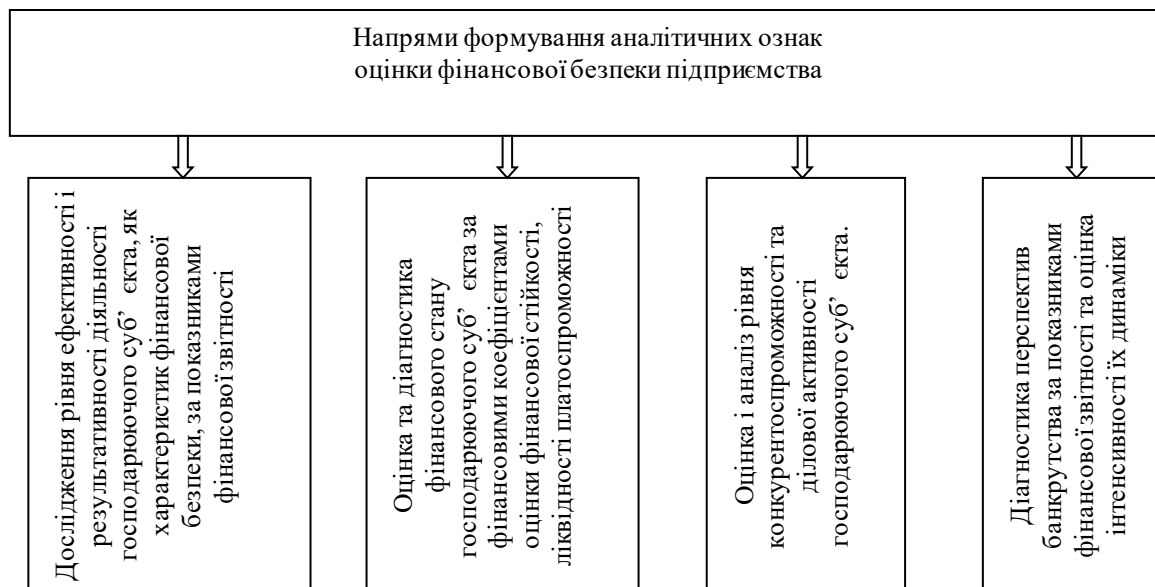 Напрями формування аналітичних ознак
оцінки фінансової безпеки підприємства
Дослідження рівня ефективності і
результативності діяльності
господарюючого суб’ єкта, як
характеристик фінансової
безпеки, за показниками
фінансової звітності
Оцінка та діагностика
фінансового стану
господарюючого суб’ єкта за
фінансовими коефіцієнтами
оцінки фінансової стійкості,
ліквідності платоспроможності
Оцінка і аналіз рівня
конкурентоспроможності та
ділової активності
господарюючого суб’ єкта.
Діагностика перспектив
банкрутства за показниками
фінансової звітності та оцінка
інтенсивності їх динаміки